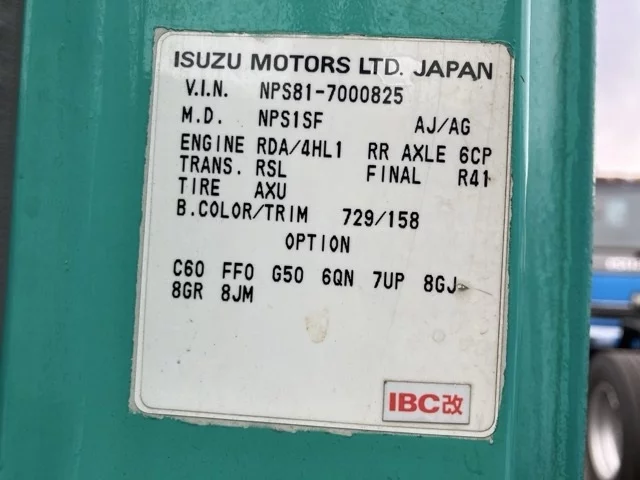 ISUZU MOTORS LTD. JAPAN
V.I.N. NPS81-7000825
M.D. NPS1SF AJ/AG
ENGINE RDA/4HL1 RR AXLE 6CP
TRANS. RSL FINAL R41
TIRE AXU
B.COLOR/TRIM 729/158
OPTION
C60 FF0 G50 6QN 7UP 8GJ
8GR 8JM
IBC改